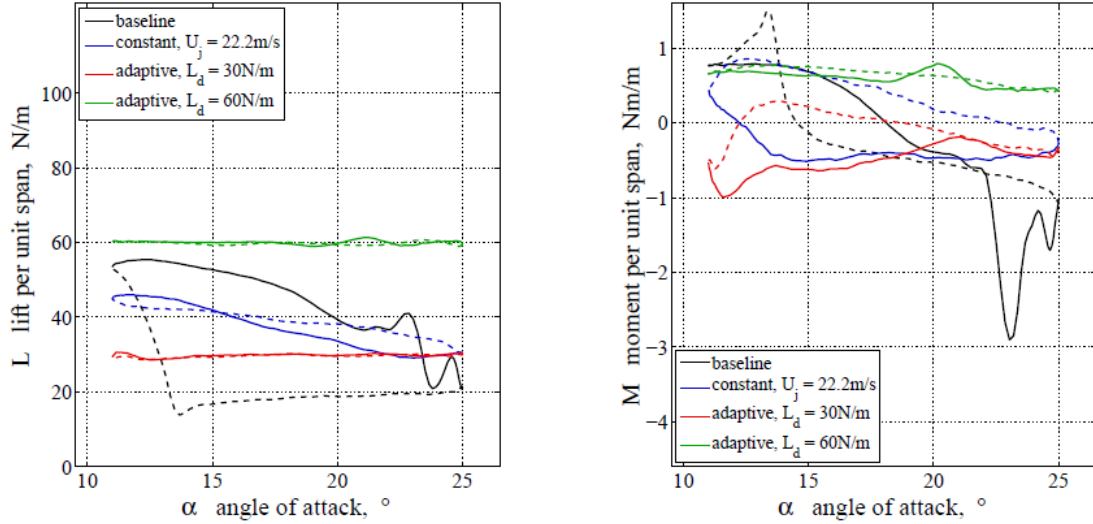 baseline
constant, U_j = 22.2m/s
adaptive, L_d = 30N/m
adaptive, L_d = 60N/m
L lift per unit span, N/m
100
80
60
40
20
0
10
15
20
25
α angle of attack, °
M moment per unit span, Nm/m
1
0
−1
−2
−3
−4
baseline
constant, U_j = 22.2m/s
adaptive, L_d = 30N/m
adaptive, L_d = 60N/m
10
15
20
25
α angle of attack, °